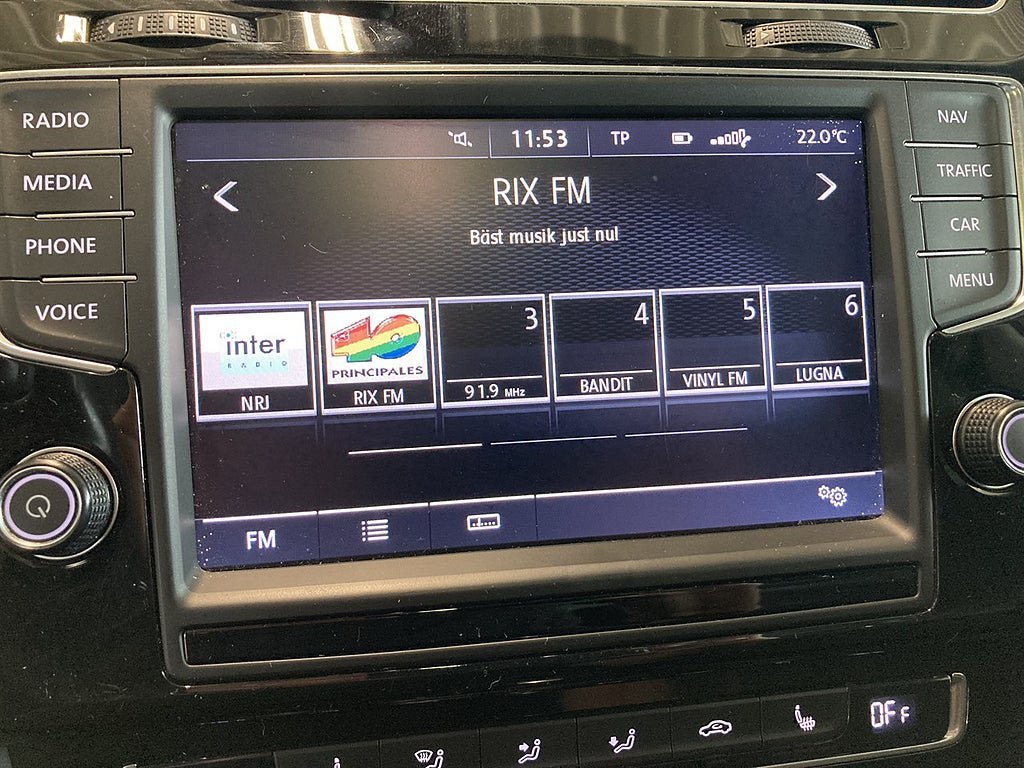 RADIO
MEDIA
PHONE
VOICE
NAV
TRAFFIC
CAR
MENU
11:53 TP 22.0°C
RIX FM
Bäst musik just nu!
inter
RADIO
NRJ
40
PRINCIPALES
RIX FM
3
91.9 MHz
4
BANDIT
5
VINYL FM
6
LUGNA
FM
OFF